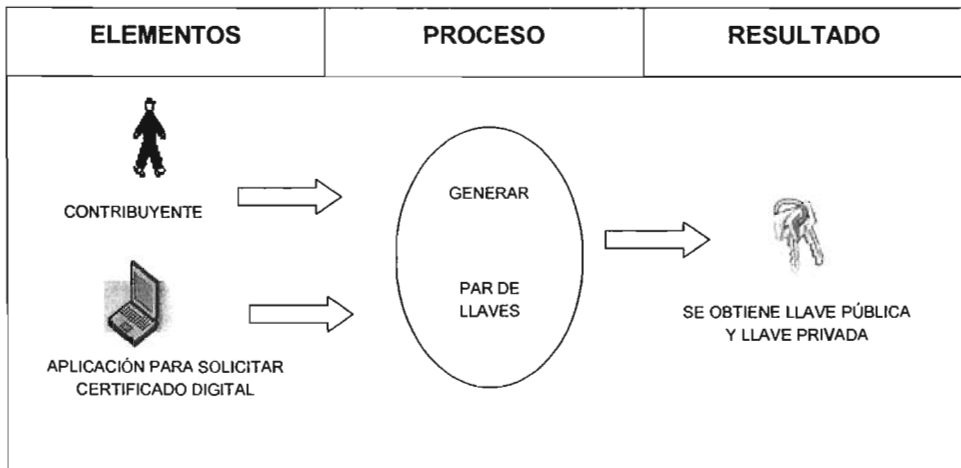 ELEMENTOS
PROCESO
RESULTADO
CONTRIBUYENTE
APLICACIÓN PARA SOLICITAR
CERTIFICADO DIGITAL
GENERAR
PAR DE
LLAVES
SE OBTIENE LLAVE PÚBLICA
Y LLAVE PRIVADA